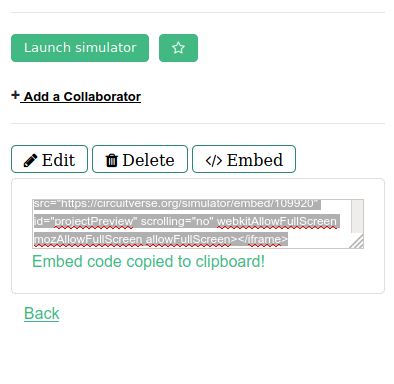 Launch simulator
+ Add a Collaborator
Edit Delete </> Embed
src="https://circuitverse.org/simulator/embed/109920"
id="projectPreview" scrolling="no" webkitAllowFullScreen
mozAllowFullScreen allowFullScreen></iframe>
Embed code copied to clipboard!
Back